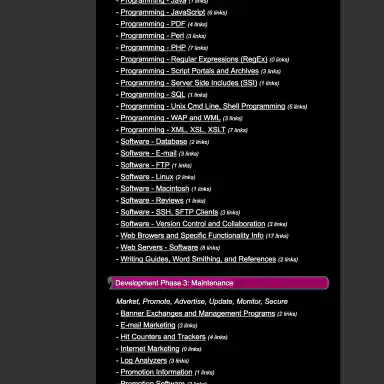 - Programming - Java (1 links)
- Programming - JavaScript (6 links)
- Programming - PDF (4 links)
- Programming - Perl (3 links)
- Programming - PHP (7 links)
- Programming - Regular Expressions (RegEx) (0 links)
- Programming - Script Portals and Archives (3 links)
- Programming - Server Side Includes (SSI) (1 links)
- Programming - SQL (1 links)
- Programming - Unix Cmd Line, Shell Programming (5 links)
- Programming - WAP and WML (3 links)
- Programming - XML, XSL, XSLT (7 links)
- Software - Database (2 links)
- Software - E-mail (3 links)
- Software - FTP (1 links)
- Software - Linux (2 links)
- Software - Macintosh (1 links)
- Software - Reviews (1 links)
- Software - SSH, SFTP Clients (3 links)
- Software - Version Control and Collaboration (3 links)
- Web Browers and Specific Functionality Info (17 links)
- Web Servers - Software (8 links)
- Writing Guides, Word Smithing, and References (2 links)
Development Phase 3: Maintenance
Market, Promote, Advertise, Update, Monitor, Secure
- Banner Exchanges and Management Programs (2 links)
- E-mail Marketing (3 links)
- Hit Counters and Trackers (4 links)
- Internet Marketing (9 links)
- Log Analyzers (3 links)
- Promotion Information (1 links)
- Promotion Software